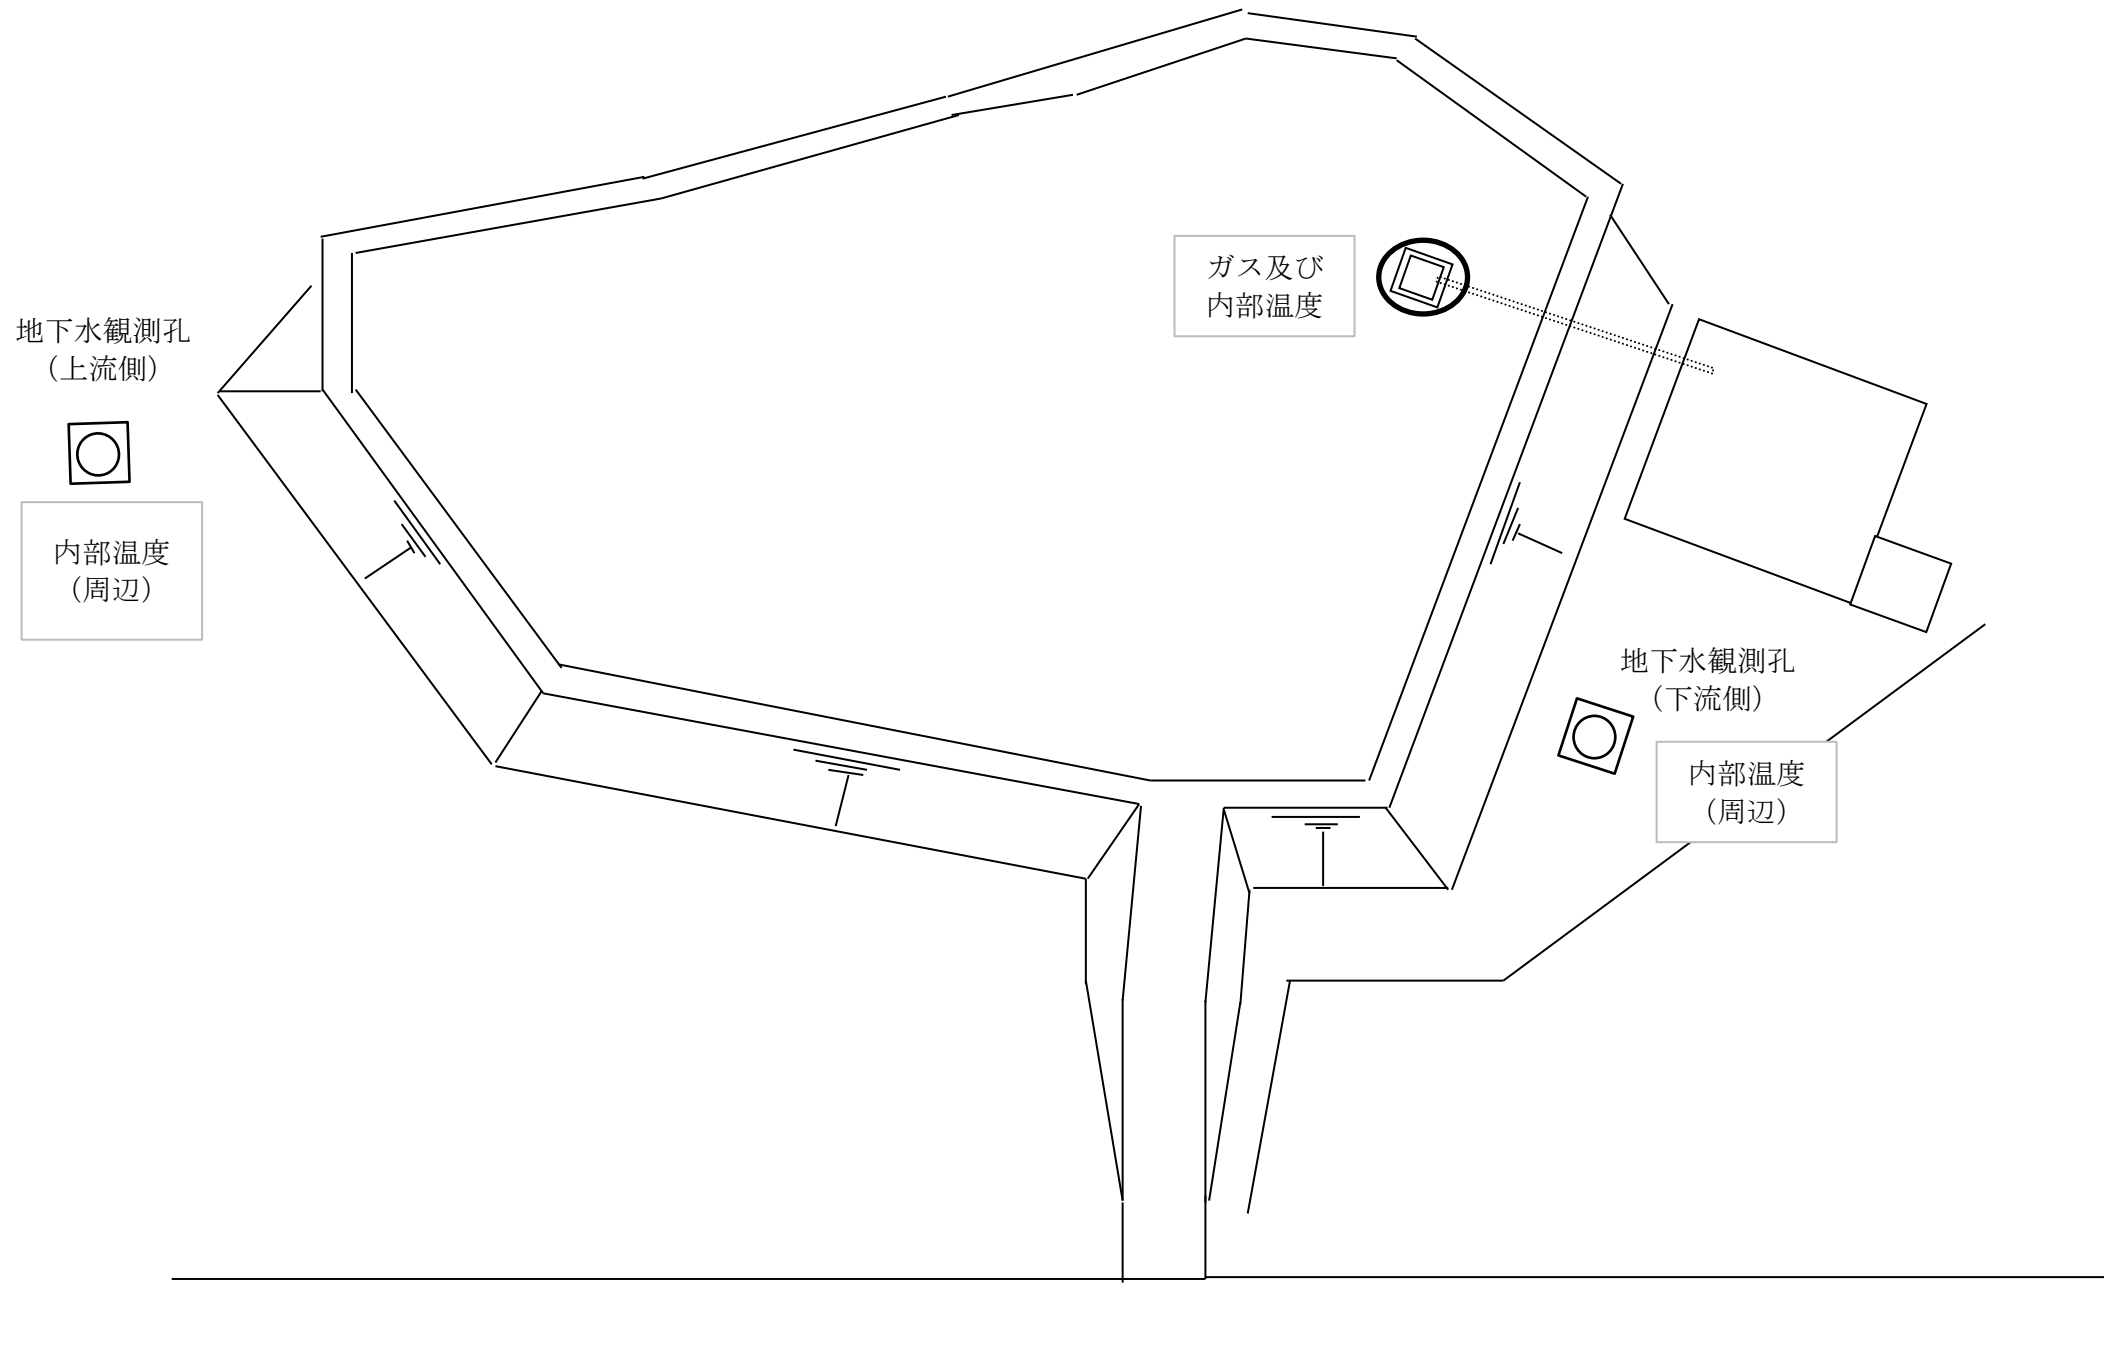 ガス及び
内部温度
地下水観測孔
（上流側）
内部温度
（周辺）
地下水観測孔
（下流側）
内部温度
（周辺）